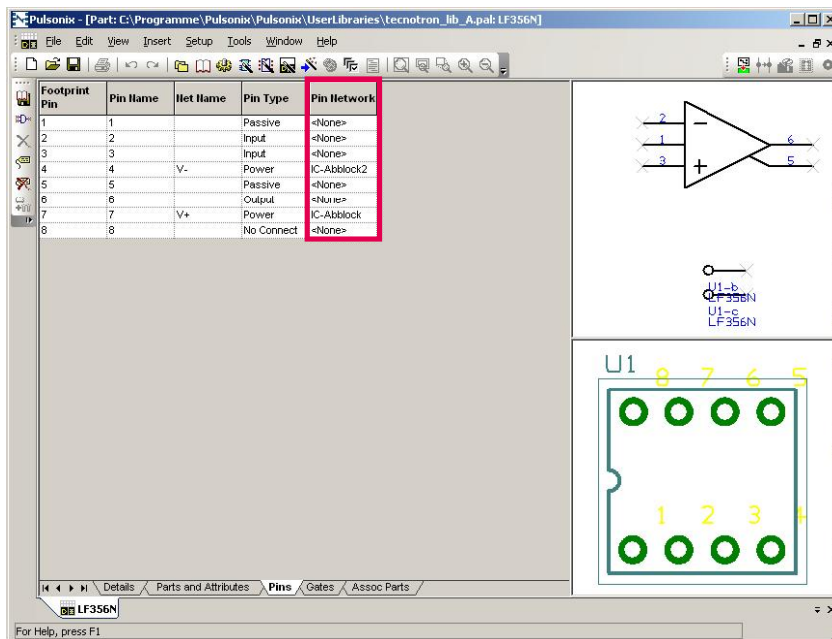 Pulsonix - [Part: C:\Programme\Pulsonix\Pulsonix\UserLibraries\tecnotron_lib_A.pal: LF356N]
File Edit View Insert Setup Tools Window Help
Footprint Pin Pin Name Net Name Pin Type Pin Network
1 1 Passive <None>
2 2 Input <None>
3 3 Input <None>
4 4 V- Power IC-Abblock2
5 5 Passive <None>
6 6 Output <None>
7 7 V+ Power IC-Abblock
8 8 No Connect <None>
2
1 6
3 5
U1-b
LF356N
U1-c
LF356N
U1
8 7 6 5
1 2 3 4
Details Parts and Attributes Pins Gates Assoc Parts
LF356N
For Help, press F1